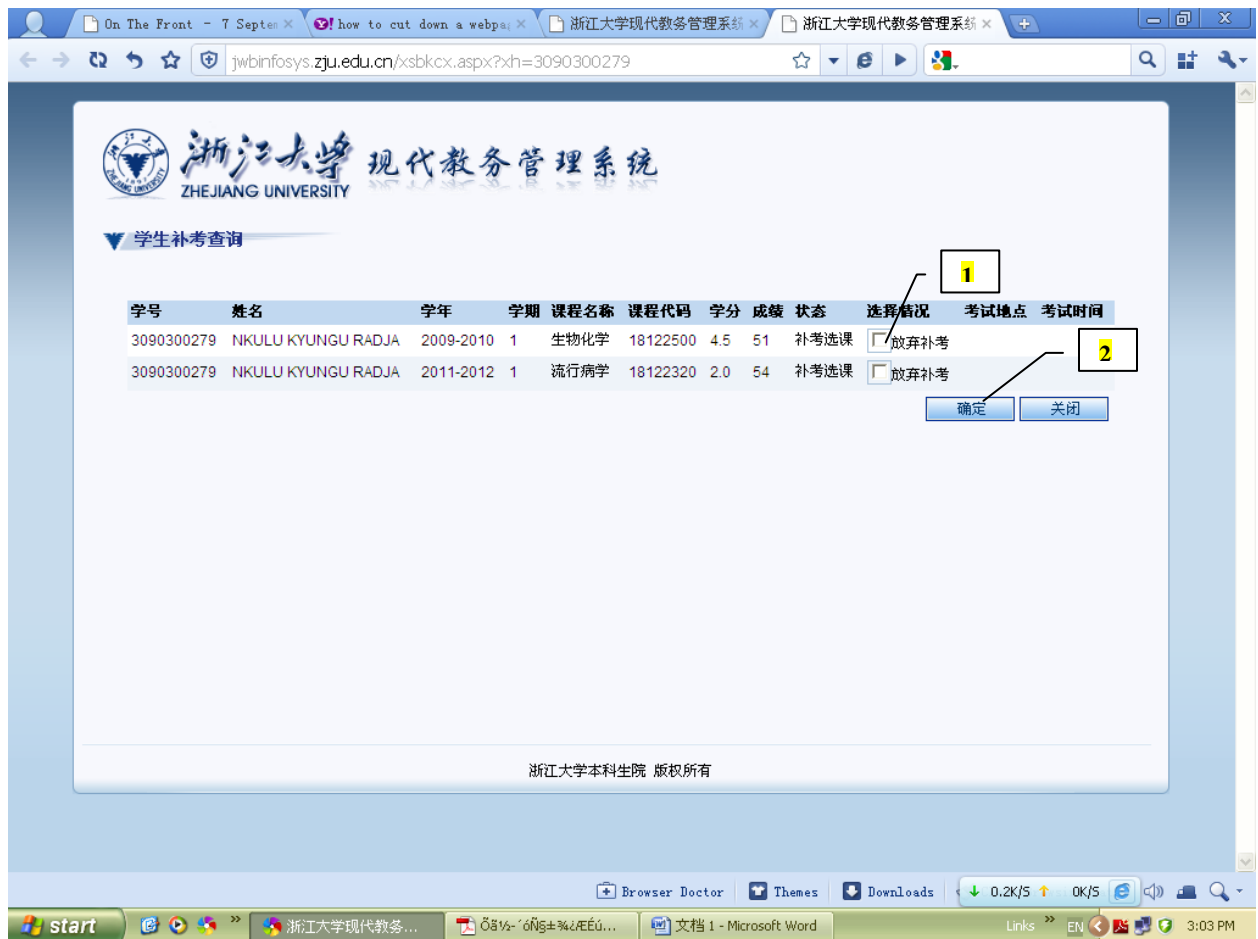 On The Front - 7 Septem
how to cut down a webpa
浙江大学现代教务管理系统
浙江大学现代教务管理系统
jwbinfosys.zju.edu.cn/xsbkcx.aspx?xh=3090300279
浙江大学 现代教务管理系统
ZHEJIANG UNIVERSITY
学生补考查询
1
学号 姓名 学年 学期 课程名称 课程代码 学分 成绩 状态 选择情况 考试地点 考试时间
3090300279 NKULU KYUNGU RADJA 2009-2010 1 生物化学 18122500 4.5 51 补考选课 放弃补考
2
3090300279 NKULU KYUNGU RADJA 2011-2012 1 流行病学 18122320 2.0 54 补考选课 放弃补考
确定 关闭
浙江大学本科生院 版权所有
Browser Doctor Themes Downloads 0.2K/S 0K/S
start 浙江大学现代教务... Õã½-´óÑ§±¾¿ÆÉú... 文档 1 - Microsoft Word Links EN 3:03 PM